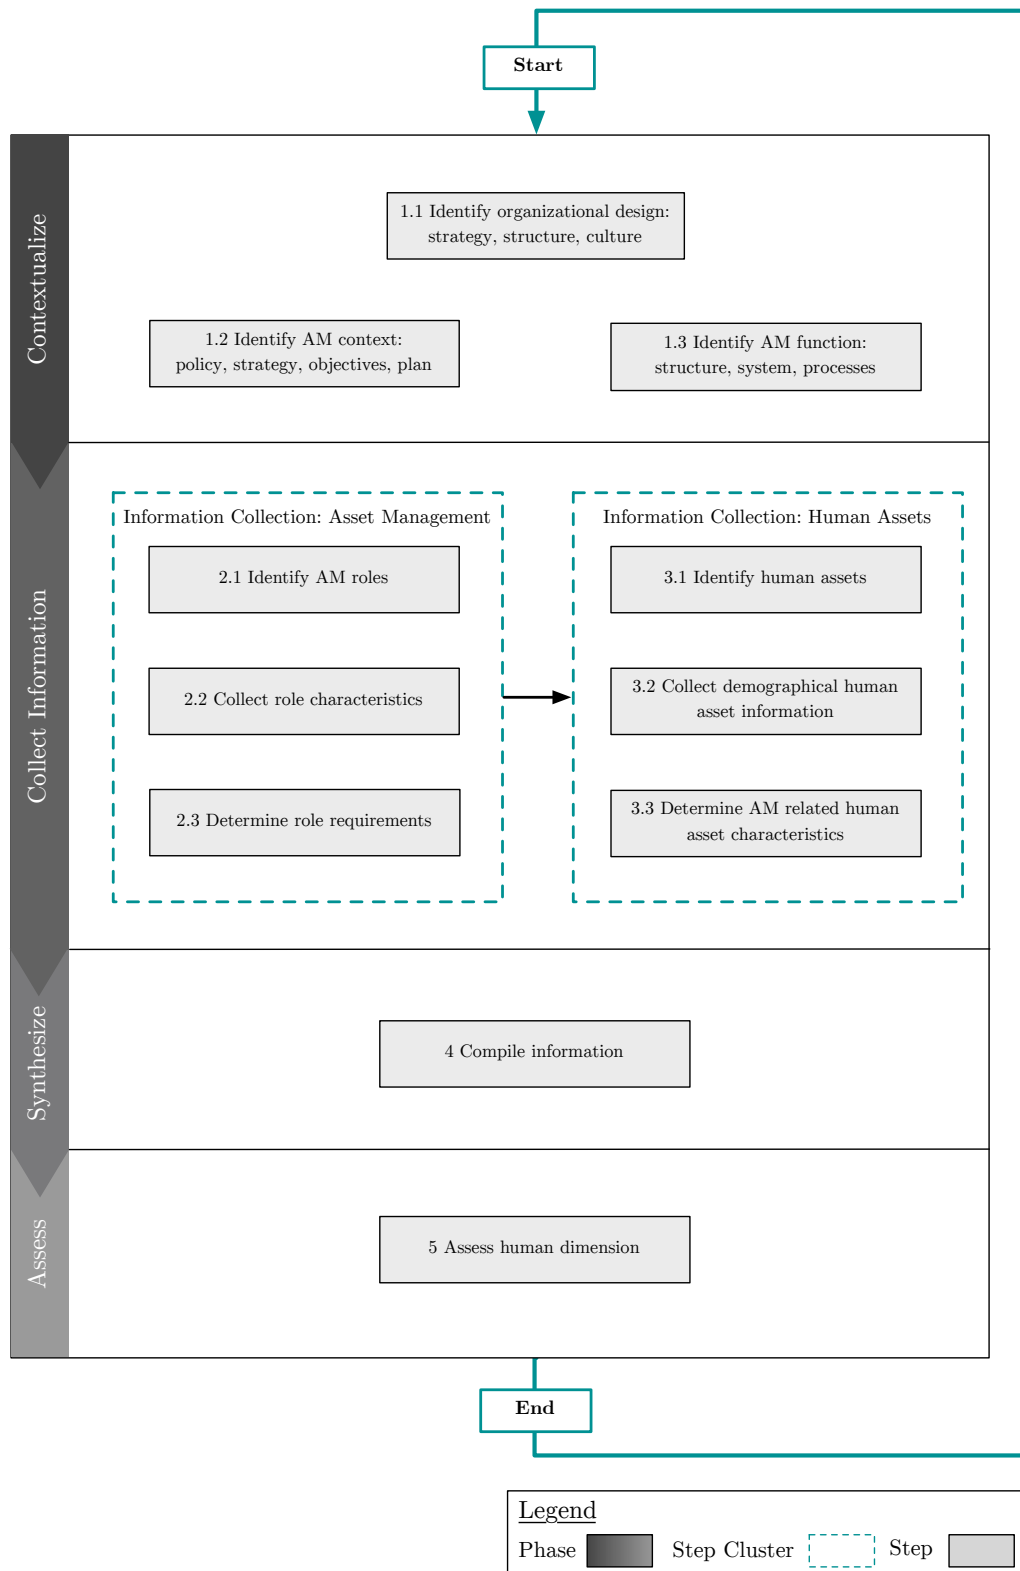 Start
Contextualize
1.1 Identify organizational design:
strategy, structure, culture
1.2 Identify AM context:
policy, strategy, objectives, plan
1.3 Identify AM function:
structure, system, processes
Collect Information
Information Collection: Asset Management
2.1 Identify AM roles
2.2 Collect role characteristics
2.3 Determine role requirements
Information Collection: Human Assets
3.1 Identify human assets
3.2 Collect demographical human
asset information
3.3 Determine AM related human
asset characteristics
Synthesize
4 Compile information
Assess
5 Assess human dimension
End
Legend
Phase
Step Cluster
Step